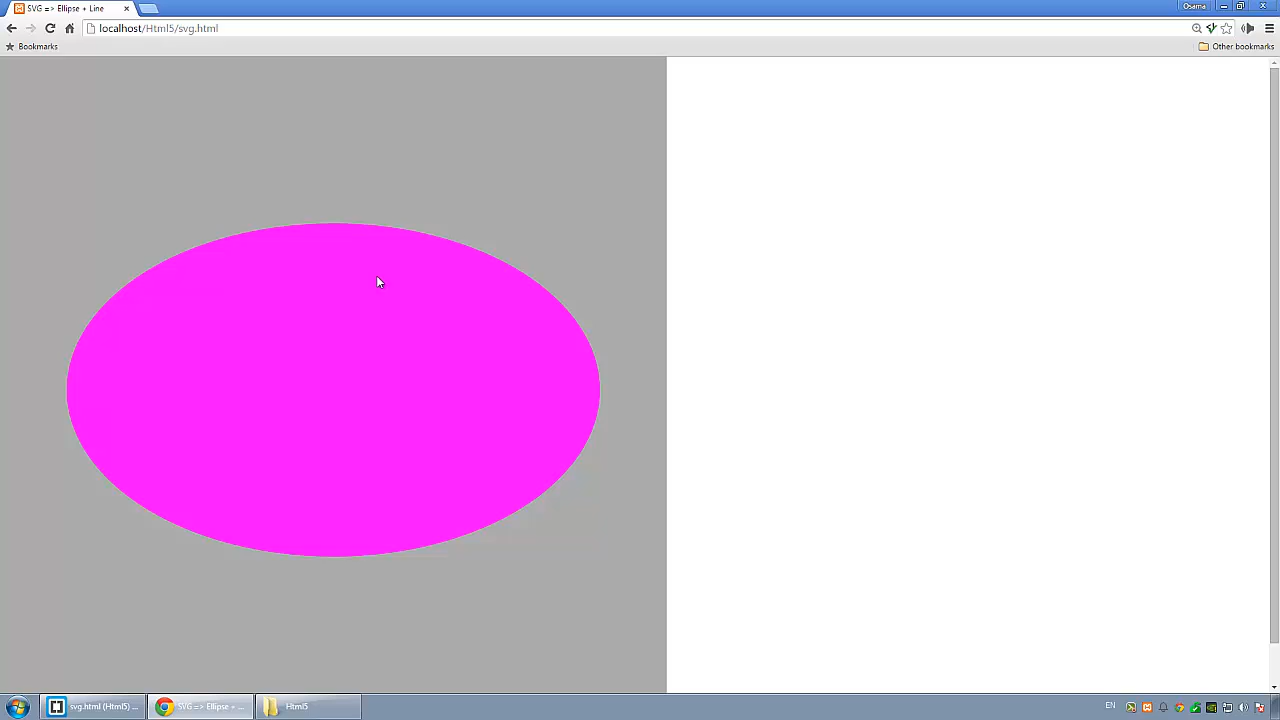 SVG => Ellipse + Line
Osama
localhost/Html5/svg.html
Bookmarks
Other bookmarks
svg.html (Html5) ...
SVG => Ellipse + ...
Html5
EN